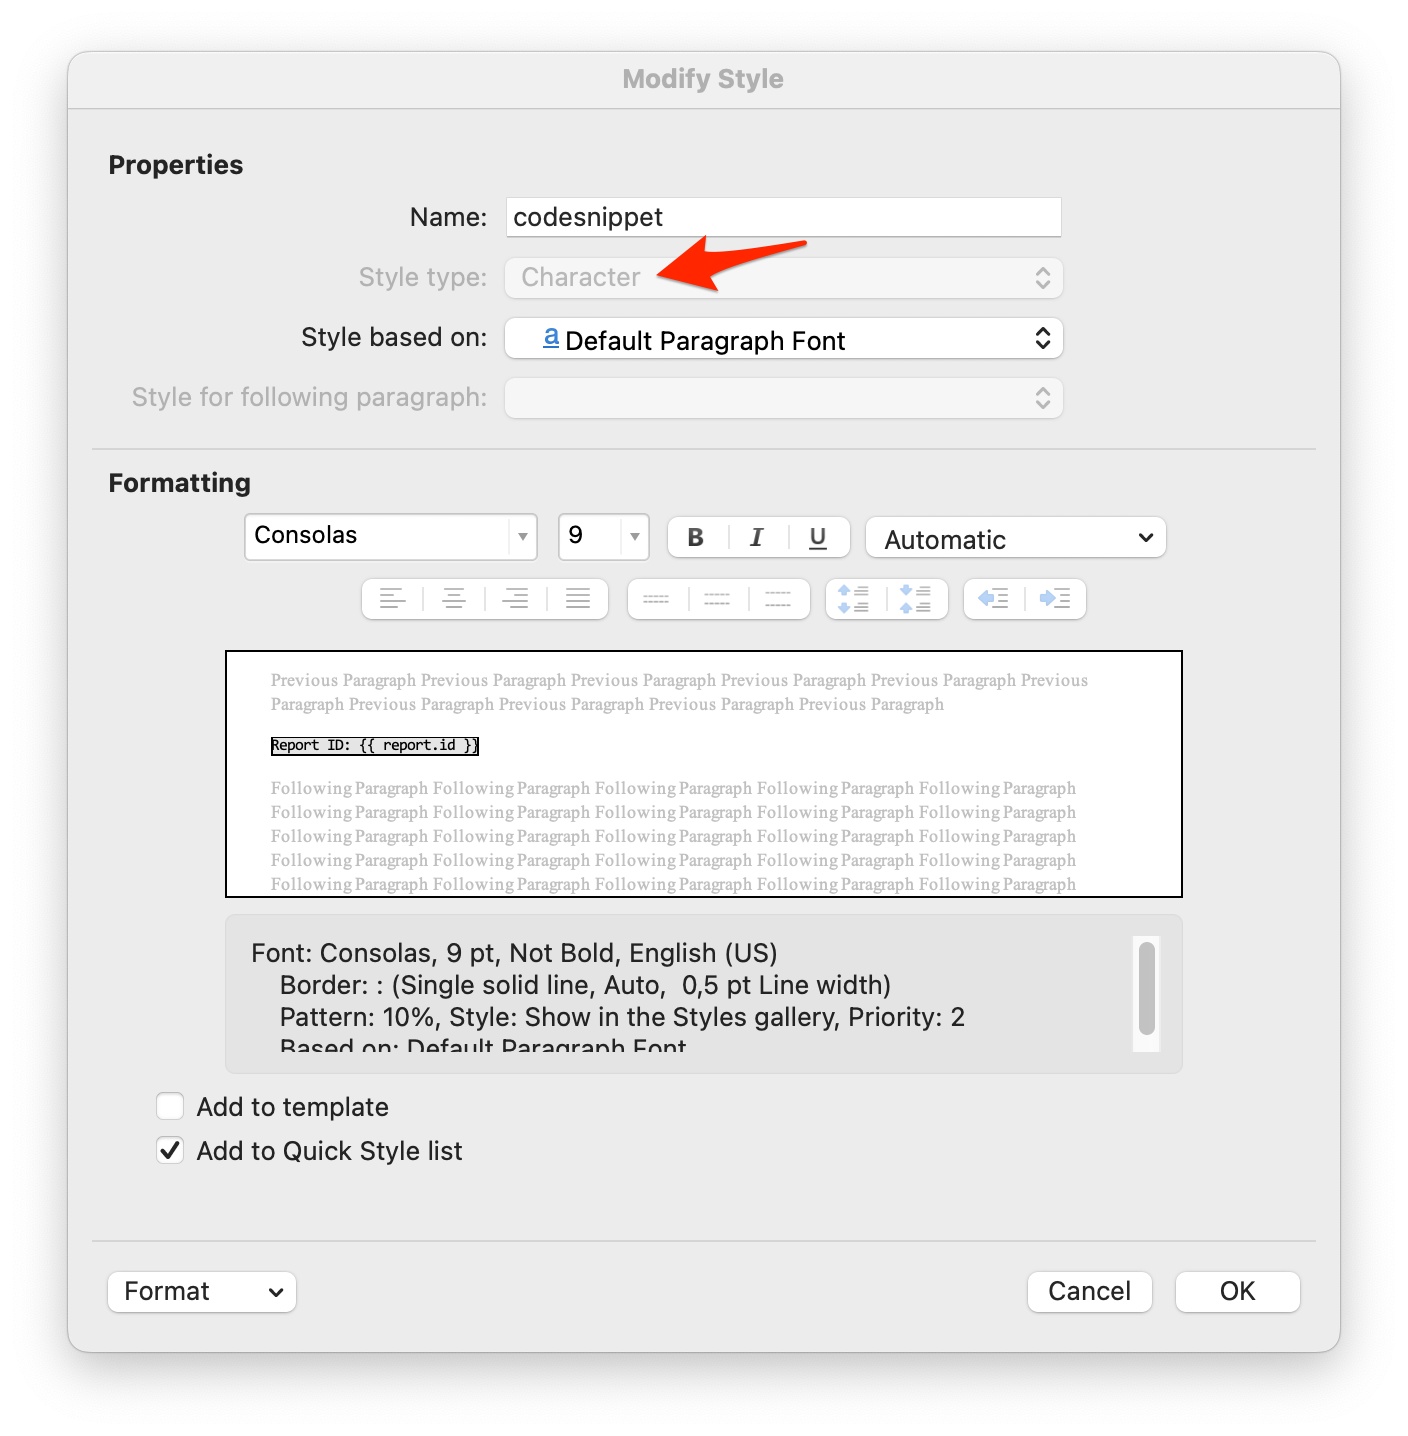 Modify Style
Properties
Name: codesnippet
Style type: Character
Style based on: a Default Paragraph Font
Style for following paragraph:
Formatting
Consolas 9 B I U Automatic
Previous Paragraph Previous Paragraph Previous Paragraph Previous Paragraph Previous Paragraph Previous
Paragraph Previous Paragraph Previous Paragraph Previous Paragraph Previous Paragraph
Report ID: {{ report.id }}
Following Paragraph Following Paragraph Following Paragraph Following Paragraph Following Paragraph
Following Paragraph Following Paragraph Following Paragraph Following Paragraph Following Paragraph
Following Paragraph Following Paragraph Following Paragraph Following Paragraph Following Paragraph
Following Paragraph Following Paragraph Following Paragraph Following Paragraph Following Paragraph
Following Paragraph Following Paragraph Following Paragraph Following Paragraph Following Paragraph
Font: Consolas, 9 pt, Not Bold, English (US)
Border: : (Single solid line, Auto,  0,5 pt Line width)
Pattern: 10%, Style: Show in the Styles gallery, Priority: 2
Based on: Default Paragraph Font
Add to template
Add to Quick Style list
Format Cancel OK